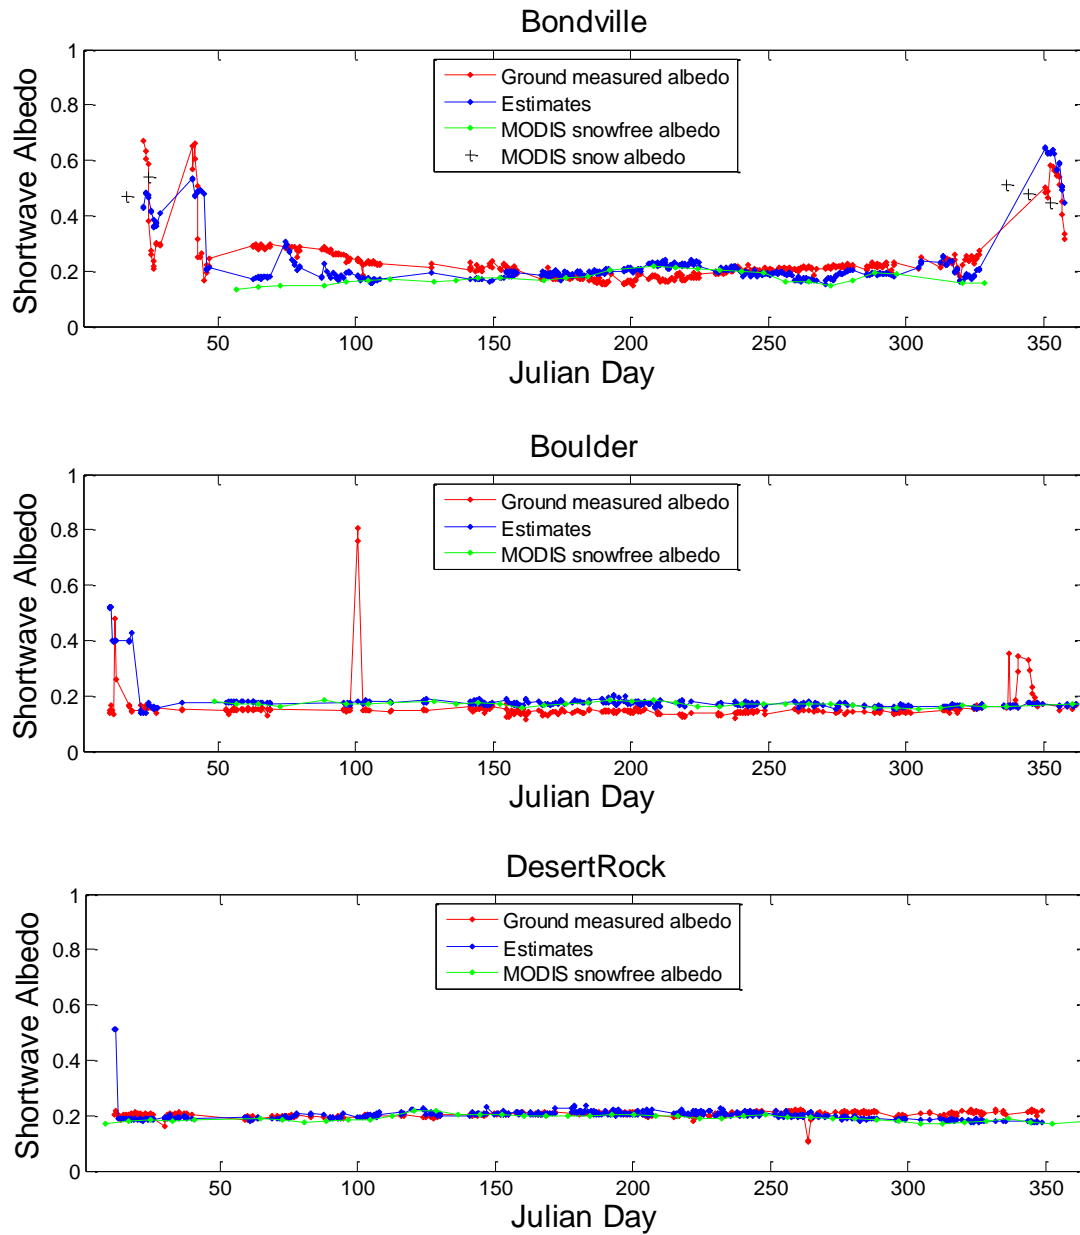 Bondville
Shortwave Albedo
1
0.8
0.6
0.4
0.2
0
Ground measured albedo
Estimates
MODIS snowfree albedo
MODIS snow albedo
50 100 150 200 250 300 350
Julian Day
Boulder
Shortwave Albedo
1
0.8
0.6
0.4
0.2
0
Ground measured albedo
Estimates
MODIS snowfree albedo
50 100 150 200 250 300 350
Julian Day
DesertRock
Shortwave Albedo
1
0.8
0.6
0.4
0.2
0
Ground measured albedo
Estimates
MODIS snowfree albedo
50 100 150 200 250 300 350
Julian Day